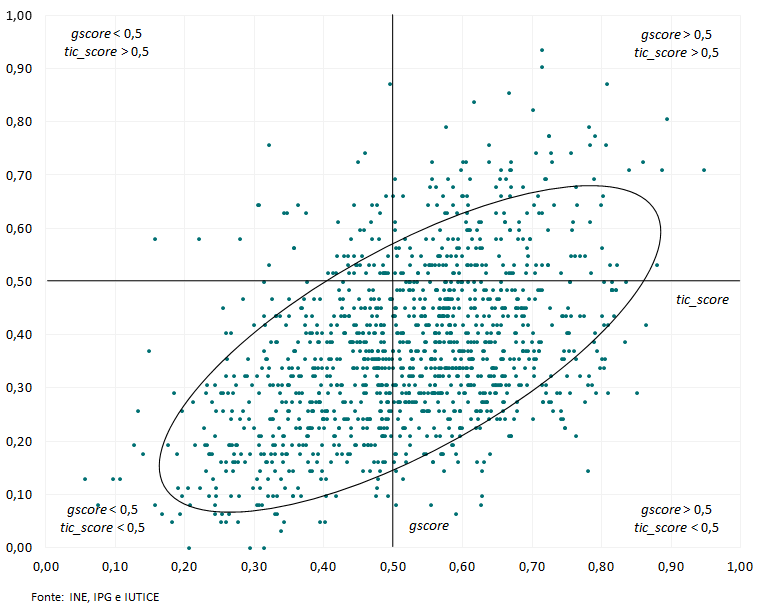 1,00
gscore < 0,5
tic_score > 0,5
gscore > 0,5
tic_score > 0,5
0,90
0,80
0,70
0,60
0,50
tic_score
0,40
0,30
0,20
0,10
gscore < 0,5
tic_score < 0,5
gscore
gscore > 0,5
tic_score < 0,5
0,00
0,00 0,10 0,20 0,30 0,40 0,50 0,60 0,70 0,80 0,90 1,00
Fonte: INE, IPG e IUTICE